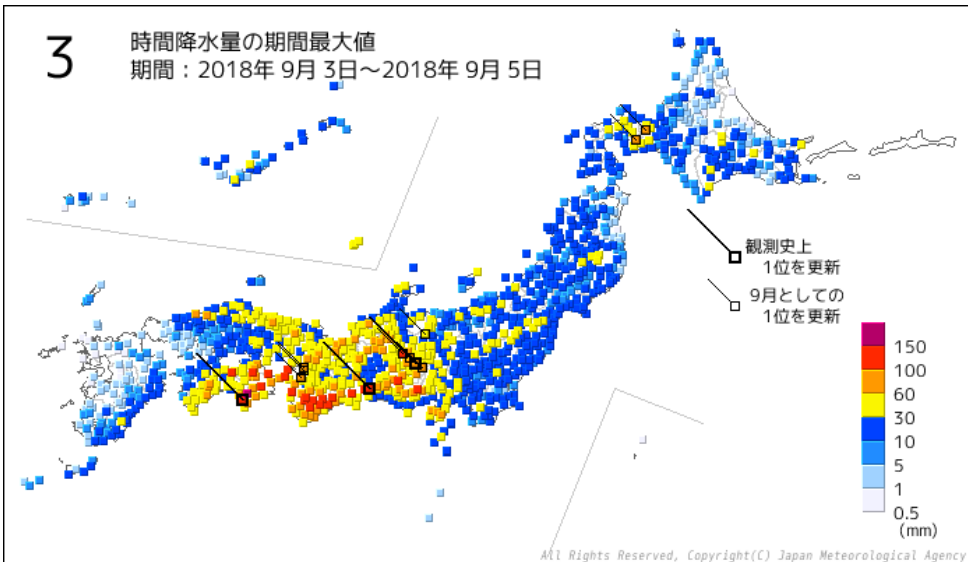 3
時間降水量の期間最大値
期間：2018年 9月 3日～2018年 9月 5日
観測史上
1位を更新
9月としての
1位を更新
150
100
60
30
10
5
1
0.5
(mm)
All Rights Reserved, Copyright(C) Japan Meteorological Agency